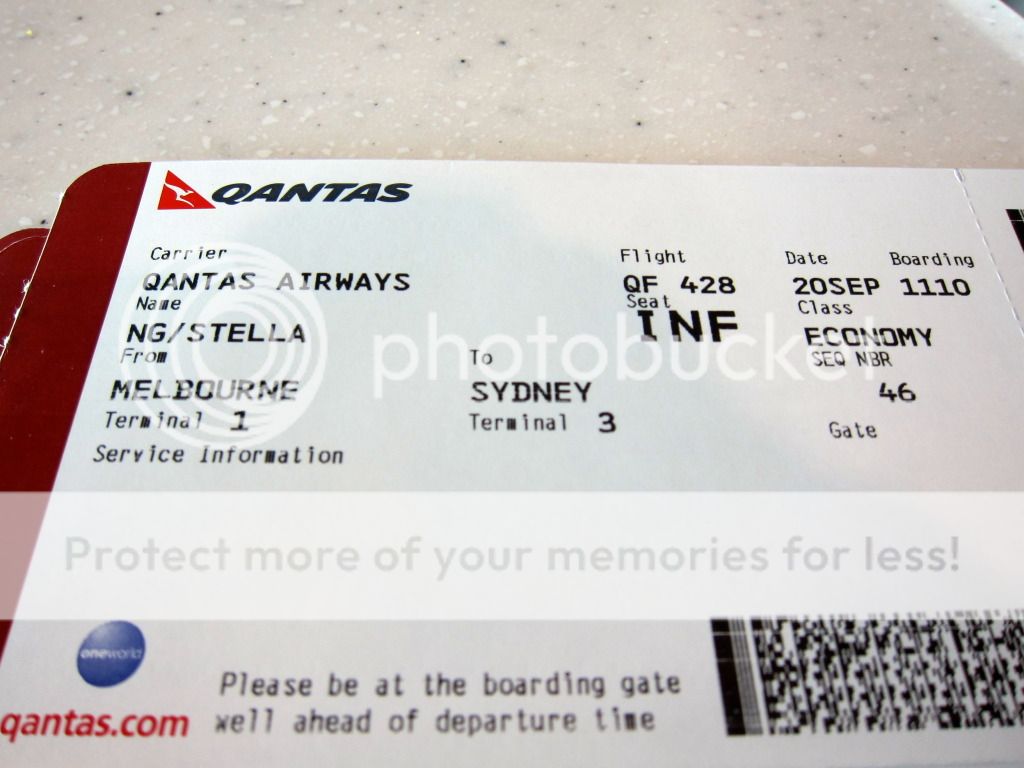 QANTAS
Carrier
QANTAS AIRWAYS
Flight Date Boarding
QF 428 20SEP 1110
Name
NG/STELLA
Seat Class
INF ECONOMY
From To SEQ NBR
MELBOURNE SYDNEY 46
Terminal 1 Terminal 3 Gate
Service Information
photobucket
Protect more of your memories for less!
oneworld
Please be at the boarding gate
well ahead of departure time
qantas.com